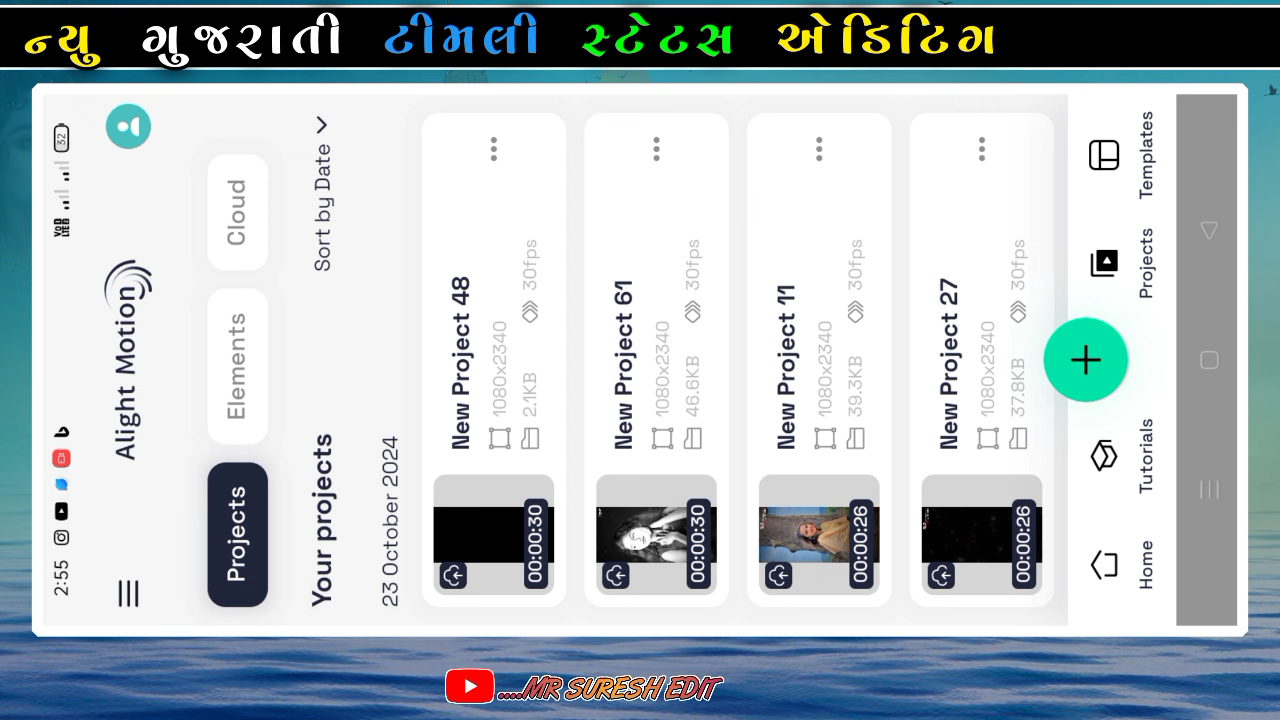 ન્યુ ગુજરાતી ટીમલી સ્ટેટસ એડિટિગ
2:55
VoD LTE
32
Alight Motion
Projects
Elements
Cloud
Your projects
Sort by Date
23 October 2024
New Project 48
1080x2340
2.1KB
30fps
00:00:30
New Project 61
1080x2340
46.6KB
30fps
00:00:30
New Project 11
1080x2340
39.3KB
30fps
00:00:26
New Project 27
1080x2340
37.8KB
30fps
00:00:26
Home
Tutorials
Projects
Templates
....MR SURESH EDIT